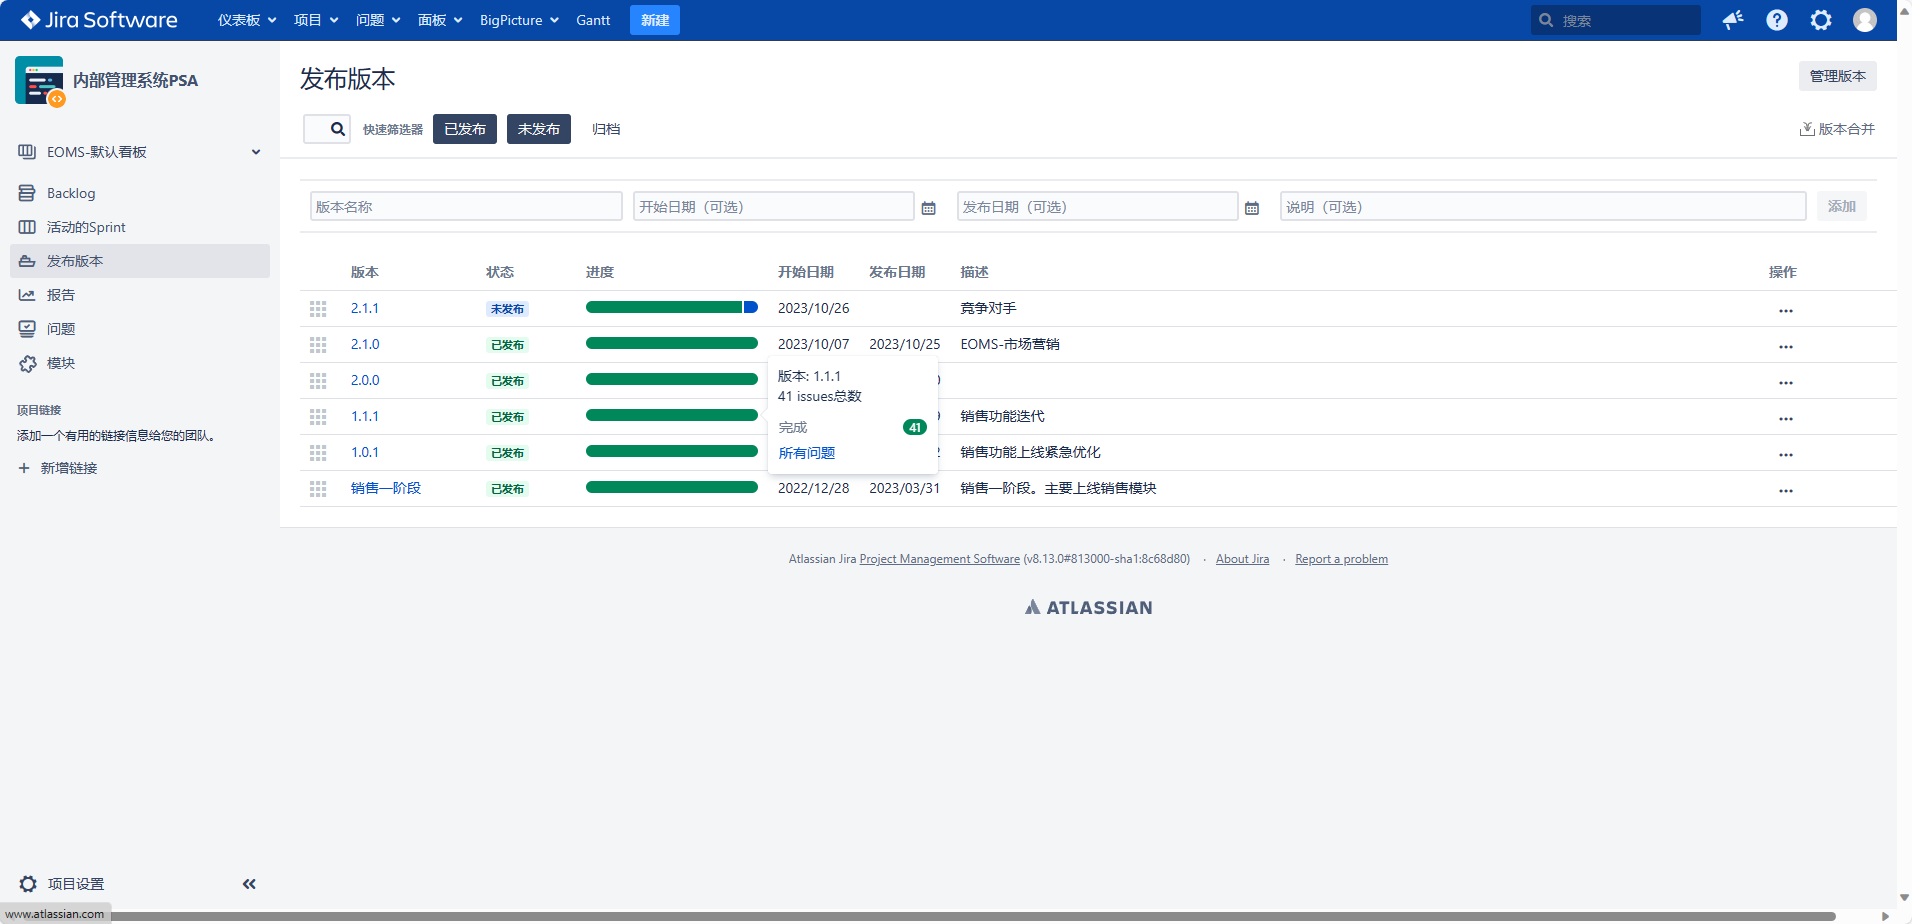 Jira Software 仪表板 项目 问题 面板 BigPicture Gantt 新建 搜索
内部管理系统PSA
EOMS-默认看板
Backlog
活动的Sprint
发布版本
报告
问题
模块
项目链接
添加一个有用的链接信息给您的团队。
+ 新增链接
项目设置
www.atlassian.com
发布版本 管理版本
快速筛选器 已发布 未发布 归档 版本合并
版本名称 开始日期（可选） 发布日期（可选） 说明（可选） 添加
版本 状态 进度 开始日期 发布日期 描述 操作
2.1.1 未发布 2023/10/26 竞争对手 ...
2.1.0 已发布 2023/10/07 2023/10/25 EOMS-市场营销 ...
2.0.0 已发布 ...
1.1.1 已发布 销售功能迭代 ...
1.0.1 已发布 销售功能上线紧急优化 ...
销售一阶段 已发布 2022/12/28 2023/03/31 销售一阶段。主要上线销售模块 ...
版本: 1.1.1
41 issues总数
完成 41
所有问题
Atlassian Jira Project Management Software (v8.13.0#813000-sha1:8c68d80) · About Jira · Report a problem
ATLASSIAN